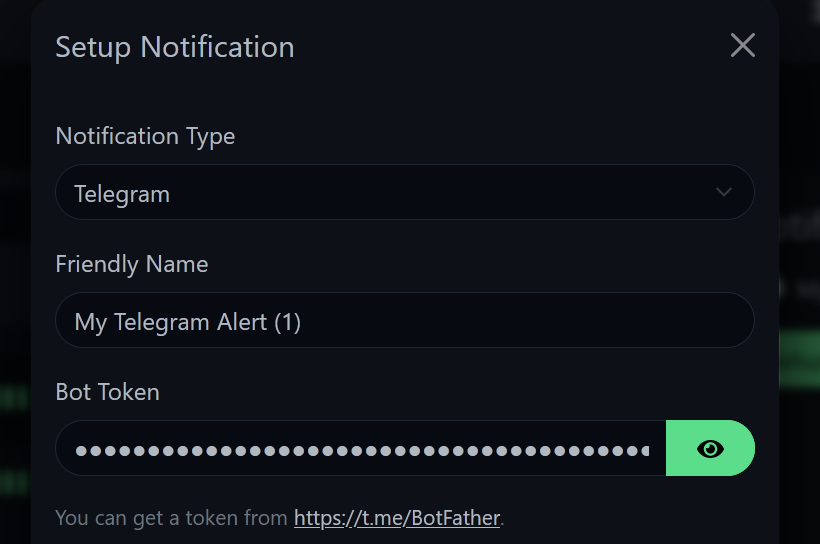 Setup Notification
Notification Type
Telegram
Friendly Name
My Telegram Alert (1)
Bot Token
You can get a token from https://t.me/BotFather.